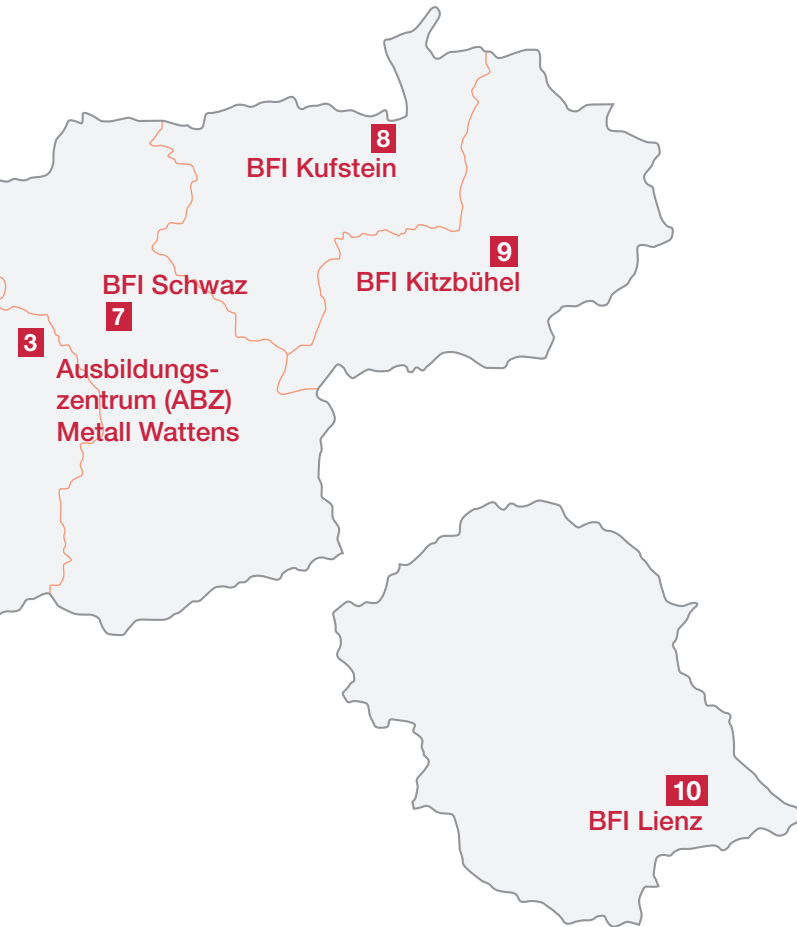 8
BFI Kufstein
9
BFI Kitzbühel
BFI Schwaz
7
3
Ausbildungs-
zentrum (ABZ)
Metall Wattens
10
BFI Lienz